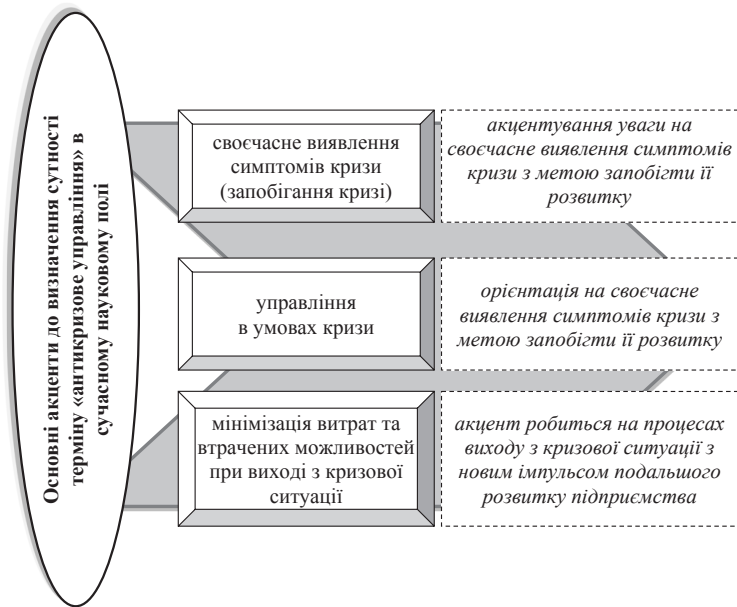 Основні акценти до визначення сутності
терміну «антикризове управління» в
сучасному науковому полі
своєчасне виявлення
симптомів кризи
(запобігання кризі)
акцентування уваги на
своєчасне виявлення симптомів
кризи з метою запобігти її
розвитку
управління
в умовах кризи
орієнтація на своєчасне
виявлення симптомів кризи з
метою запобігти її розвитку
мінімізація витрат та
втрачених можливостей
при виході з кризової
ситуації
акцент робиться на процесах
виходу з кризової ситуації з
новим імпульсом подальшого
розвитку підприємства